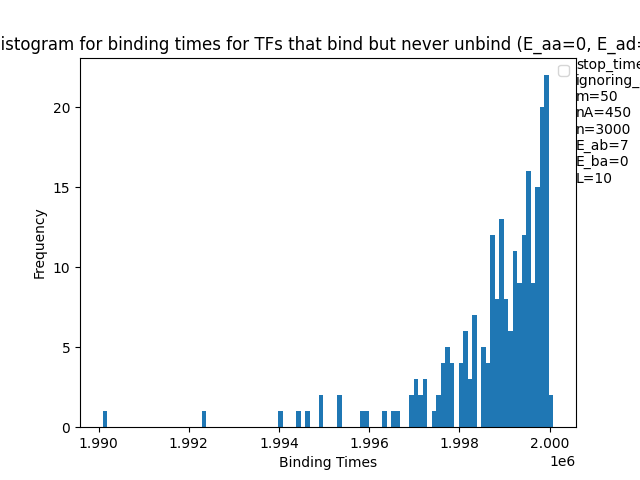 istogram for binding times for TFs that bind but never unbind (E_aa=0, E_ad=
stop_time
ignoring_
m=50
nA=450
n=3000
E_ab=7
E_ba=0
L=10
Frequency
20
15
10
5
0
1.990 1.992 1.994 1.996 1.998 2.000
1e6
Binding Times